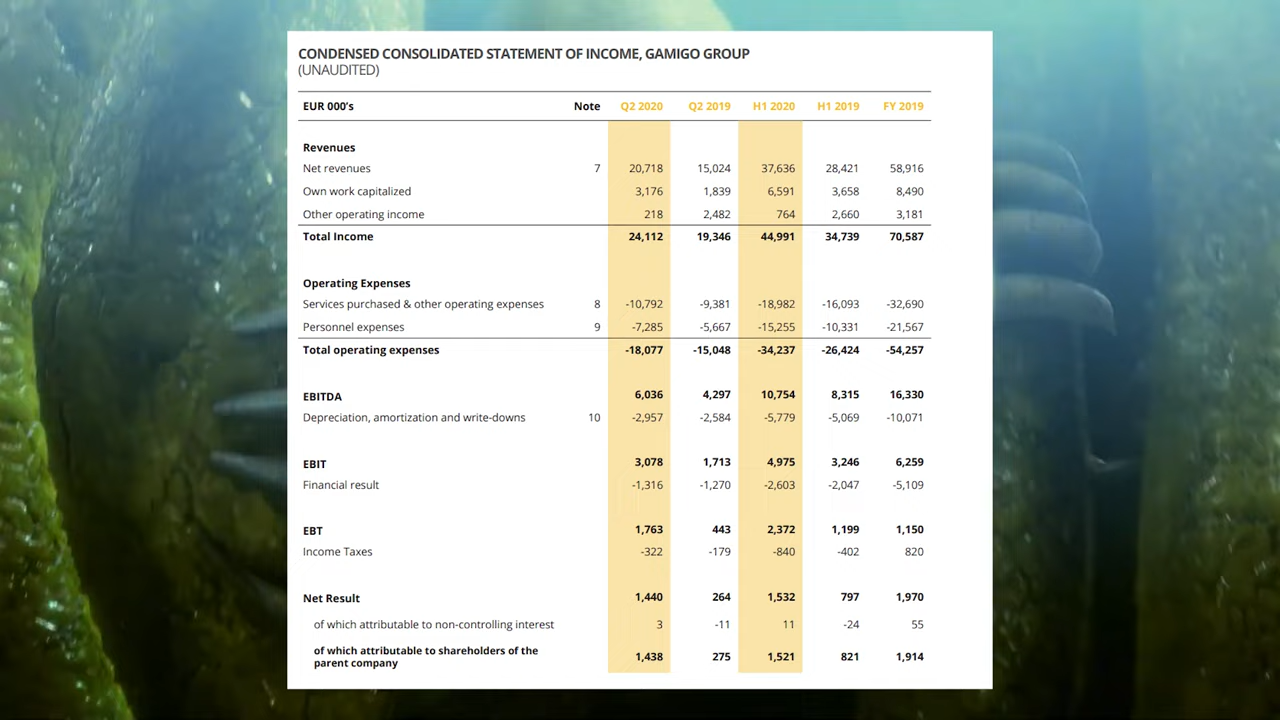 CONDENSED CONSOLIDATED STATEMENT OF INCOME, GAMIGO GROUP
(UNAUDITED)
EUR 000's Note Q2 2020 Q2 2019 H1 2020 H1 2019 FY 2019
Revenues
Net revenues 7 20,718 15,024 37,636 28,421 58,916
Own work capitalized 3,176 1,839 6,591 3,658 8,490
Other operating income 218 2,482 764 2,660 3,181
Total Income 24,112 19,346 44,991 34,739 70,587
Operating Expenses
Services purchased & other operating expenses 8 -10,792 -9,381 -18,982 -16,093 -32,690
Personnel expenses 9 -7,285 -5,667 -15,255 -10,331 -21,567
Total operating expenses -18,077 -15,048 -34,237 -26,424 -54,257
EBITDA 6,036 4,297 10,754 8,315 16,330
Depreciation, amortization and write-downs 10 -2,957 -2,584 -5,779 -5,069 -10,071
EBIT 3,078 1,713 4,975 3,246 6,259
Financial result -1,316 -1,270 -2,603 -2,047 -5,109
EBT 1,763 443 2,372 1,199 1,150
Income Taxes -322 -179 -840 -402 820
Net Result 1,440 264 1,532 797 1,970
of which attributable to non-controlling interest 3 -11 11 -24 55
of which attributable to shareholders of the
parent company 1,438 275 1,521 821 1,914